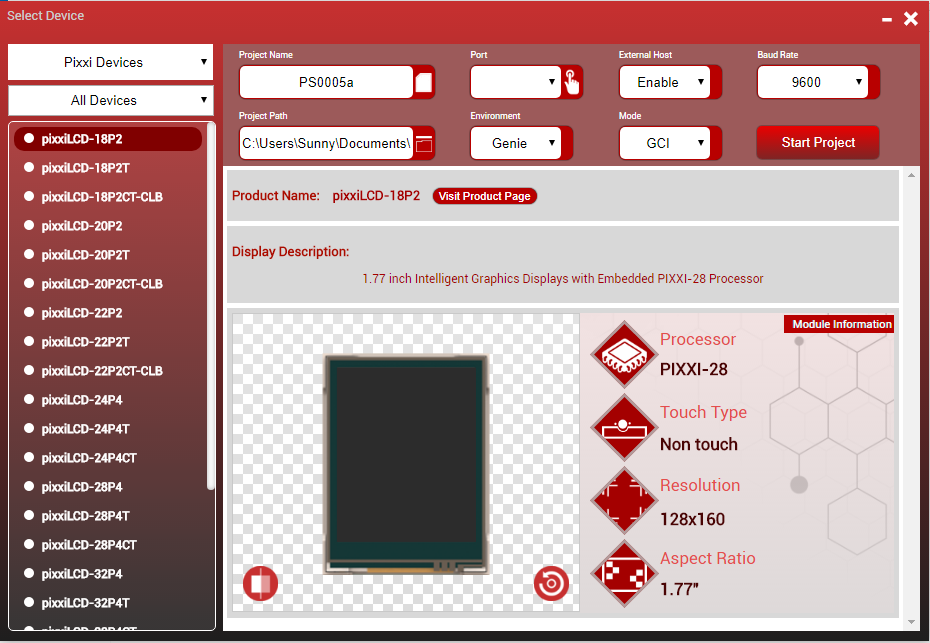 Select Device
Pixxi Devices
All Devices
pixxiLCD-18P2
pixxiLCD-18P2T
pixxiLCD-18P2CT-CLB
pixxiLCD-20P2
pixxiLCD-20P2T
pixxiLCD-20P2CT-CLB
pixxiLCD-22P2
pixxiLCD-22P2T
pixxiLCD-22P2CT-CLB
pixxiLCD-24P4
pixxiLCD-24P4T
pixxiLCD-24P4CT
pixxiLCD-28P4
pixxiLCD-28P4T
pixxiLCD-28P4CT
pixxiLCD-32P4
pixxiLCD-32P4T
Project Name
PS0005a
Port
External Host
Enable
Baud Rate
9600
Project Path
C:\Users\Sunny\Documents\
Environment
Genie
Mode
GCI
Start Project
Product Name: pixxiLCD-18P2 Visit Product Page
Display Description:
1.77 inch Intelligent Graphics Displays with Embedded PIXXI-28 Processor
Module Information
Processor
PIXXI-28
Touch Type
Non touch
Resolution
128x160
Aspect Ratio
1.77"